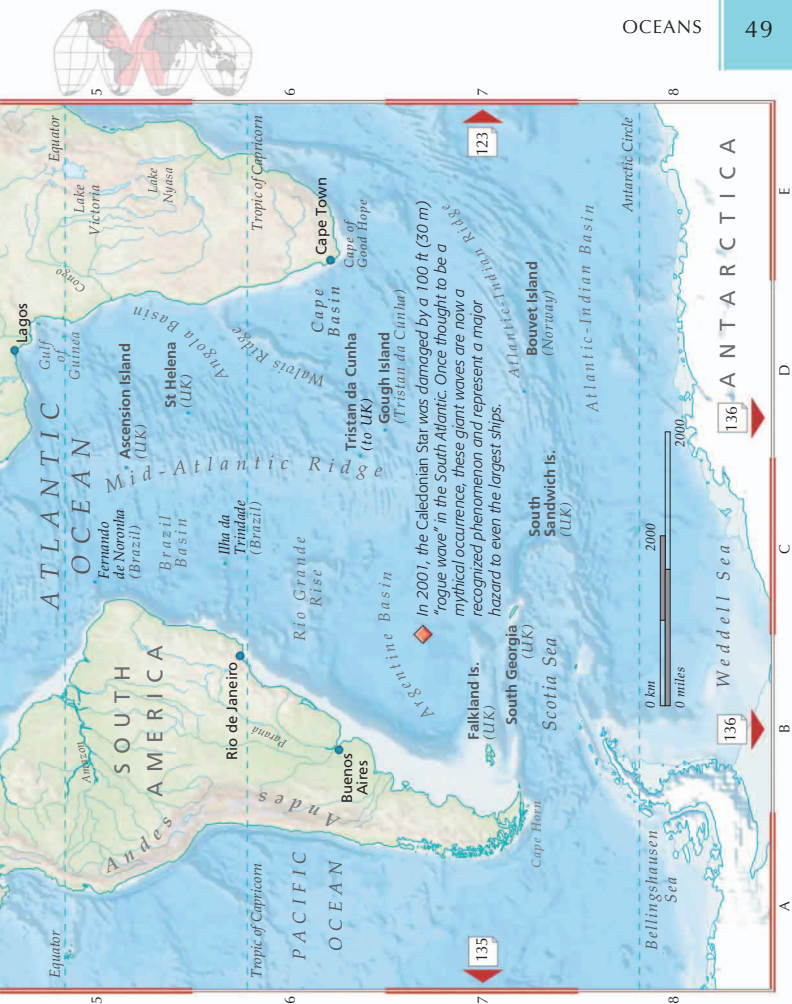 OCEANS
49
5
6
7
8
Equator
Equator
Lake
Victoria
Lake
Nyasa
Tropic of Capricorn
Congo
Lagos
Gulf
of
Guinea
Cape Town
Cape of
Good Hope
123
Antarctic Circle
ANTARCTICA
E
ATLANTIC
OCEAN
Ascension Island
(UK)
St Helena
(UK)
Angola Basin
Walvis Ridge
Cape
Basin
Tristan da Cunha
(to UK)
Gough Island
(Tristan da Cunha)
Mid-Atlantic Ridge
Atlantic-Indian Ridge
Bouvet Island
(Norway)
Atlantic-Indian Basin
136
D
Fernando
de Noronha
(Brazil)
Brazil
Basin
Ilha da
Trindade
(Brazil)
Rio Grande
Rise
Argentine Basin
In 2001, the Caledonian Star was damaged by a 100 ft (30 m)
“rogue wave” in the South Atlantic. Once thought to be a
mythical occurrence, these giant waves are now a
recognized phenomenon and represent a major
hazard to even the largest ships.
South
Sandwich Is.
(UK)
0 km
2000
0 miles
2000
Weddell Sea
C
SOUTH
AMERICA
Amazon
Rio de Janeiro
Paraná
Buenos
Aires
Falkland Is.
(UK)
South Georgia
(UK)
Scotia Sea
136
B
Andes
Andes
Cape Horn
Equator
Tropic of Capricorn
PACIFIC
OCEAN
135
Bellingshausen
Sea
A
5
6
7
8